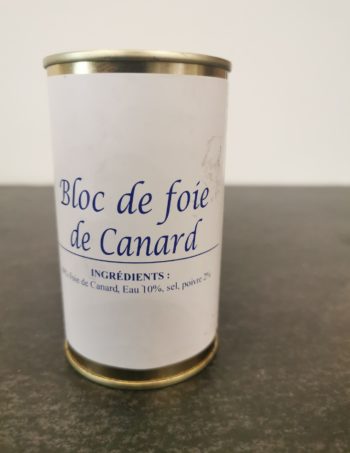 Bloc de foie
de Canard
INGRÉDIENTS :
foie de Canard, Eau 10%, sel, poivre 2%